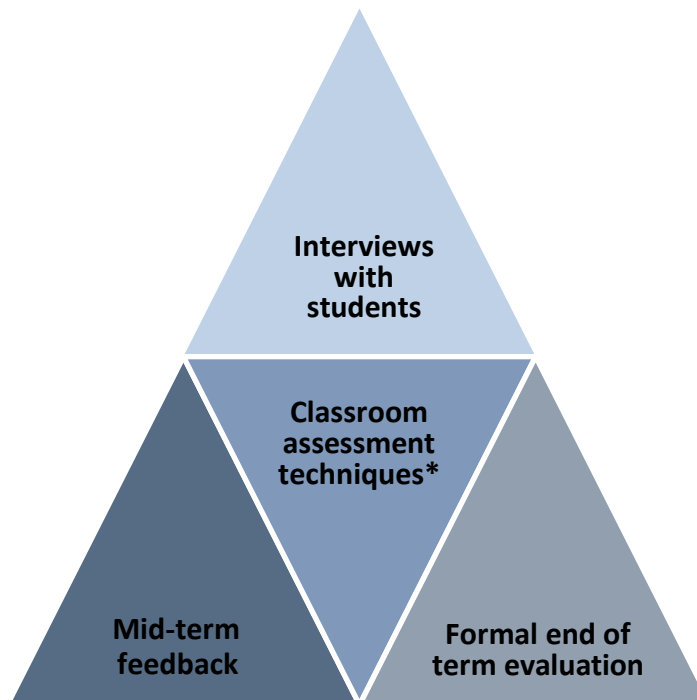 Interviews
with
students
Classroom
assessment
techniques*
Mid-term
feedback
Formal end of
term evaluation